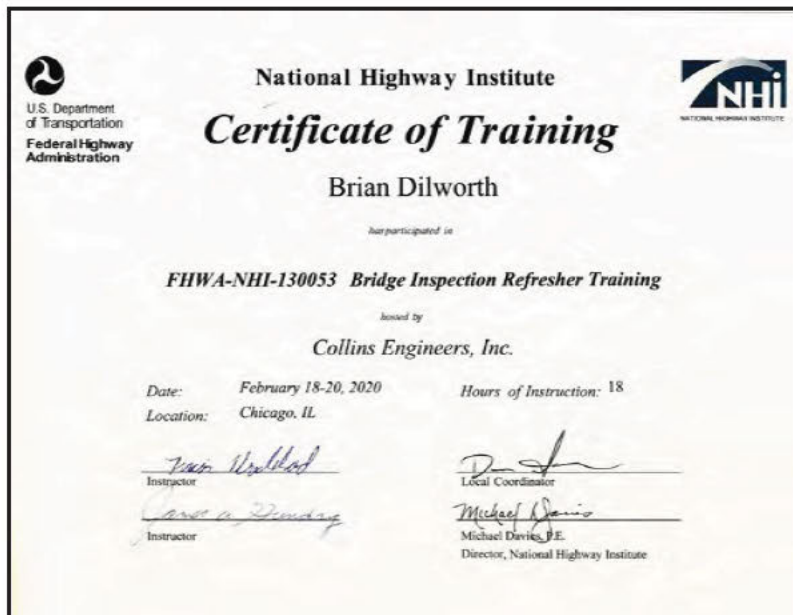 National Highway Institute
U.S. Department
of Transportation
Federal Highway
Administration
NHi
NATIONAL HIGHWAY INSTITUTE
Certificate of Training
Brian Dilworth
has participated in
FHWA-NHI-130053 Bridge Inspection Refresher Training
hosted by
Collins Engineers, Inc.
Date: February 18-20, 2020
Hours of Instruction: 18
Location: Chicago, IL
Instructor
Local Coordinator
Instructor
Michael Davies
Michael Davies, P.E.
Director, National Highway Institute